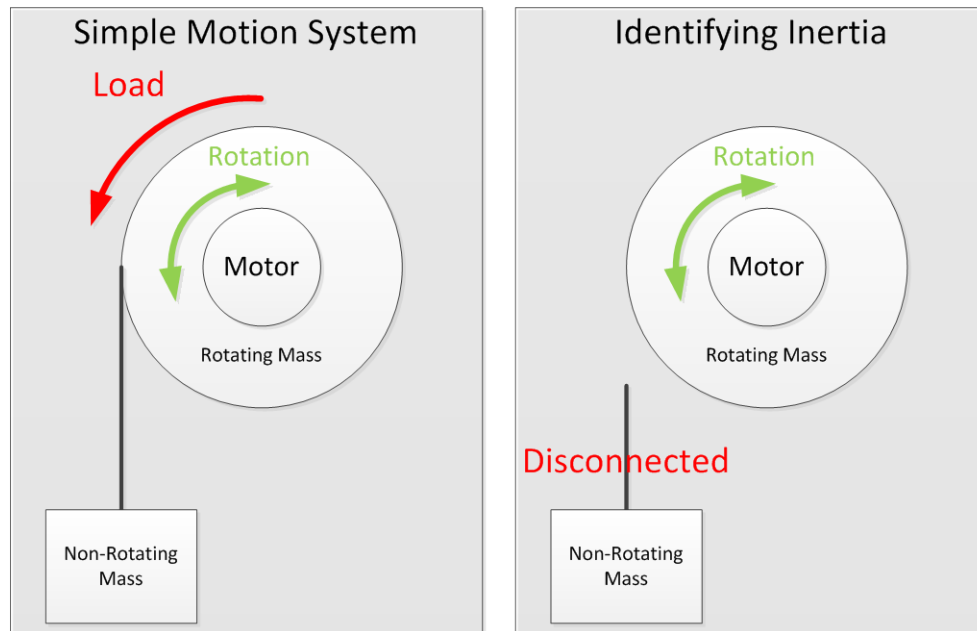 Simple Motion System
Load
Rotation
Motor
Rotating Mass
Non-Rotating
Mass
Identifying Inertia
Rotation
Motor
Rotating Mass
Disconnected
Non-Rotating
Mass